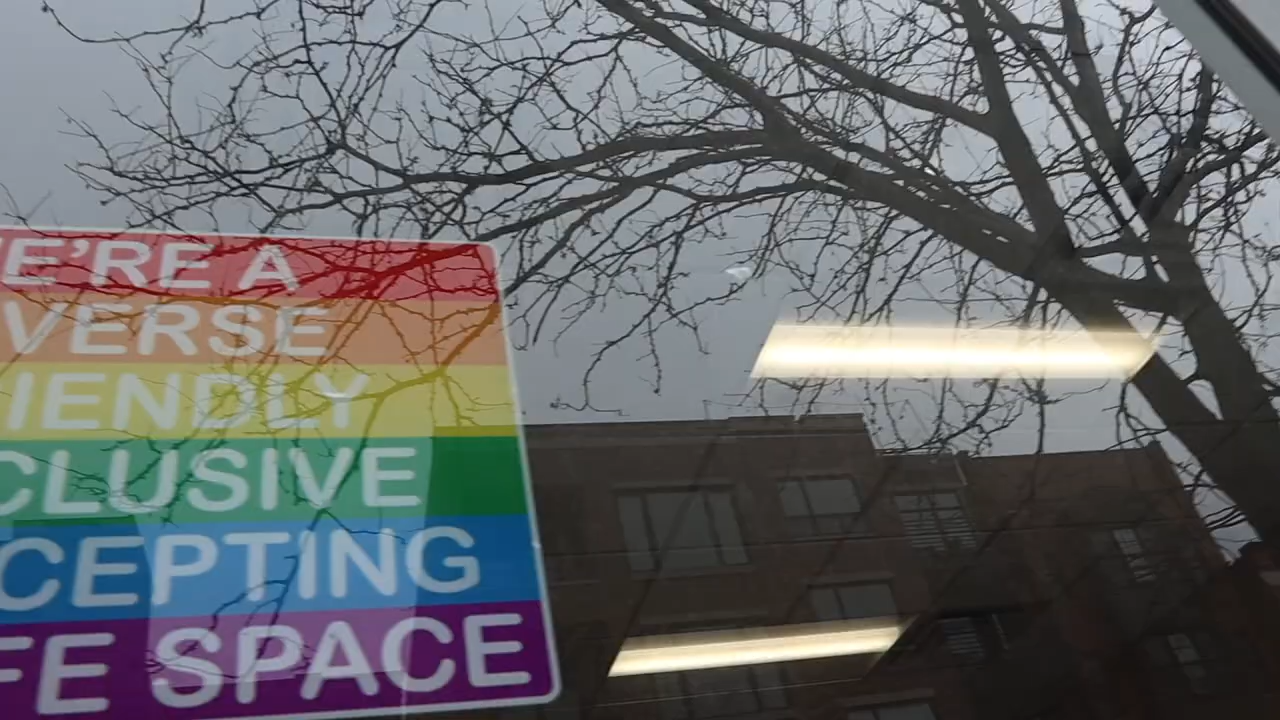 E'RE A
VERSE
IENDLY
CLUSIVE
CEPTING
FE SPACE